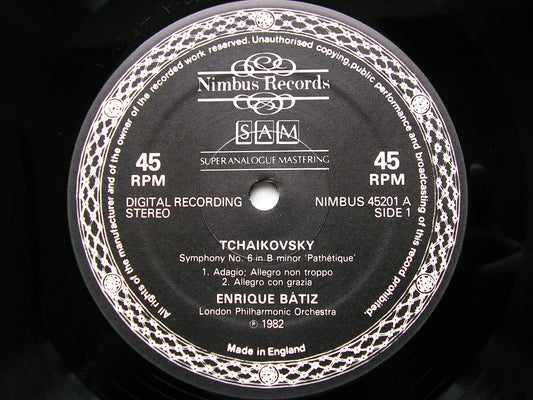 All rights of the manufacturer and of the owner of the recorded work reserved. Unauthorised copying, public performance and broadcasting of this record prohibited.
Nimbus Records
SAM
SUPER ANALOGUE MASTERING
45 RPM
45 RPM
DIGITAL RECORDING
STEREO
NIMBUS 45201 A
SIDE 1
TCHAIKOVSKY
Symphony No. 6 in B minor 'Pathétique'
1. Adagio; Allegro non troppo
2. Allegro con grazia
ENRIQUE BÁTIZ
London Philharmonic Orchestra
℗ 1982
Made in England